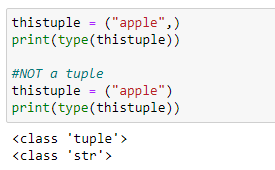 thistuple = ("apple",)
print(type(thistuple))
#NOT a tuple
thistuple = ("apple")
print(type(thistuple))
<class 'tuple'>
<class 'str'>